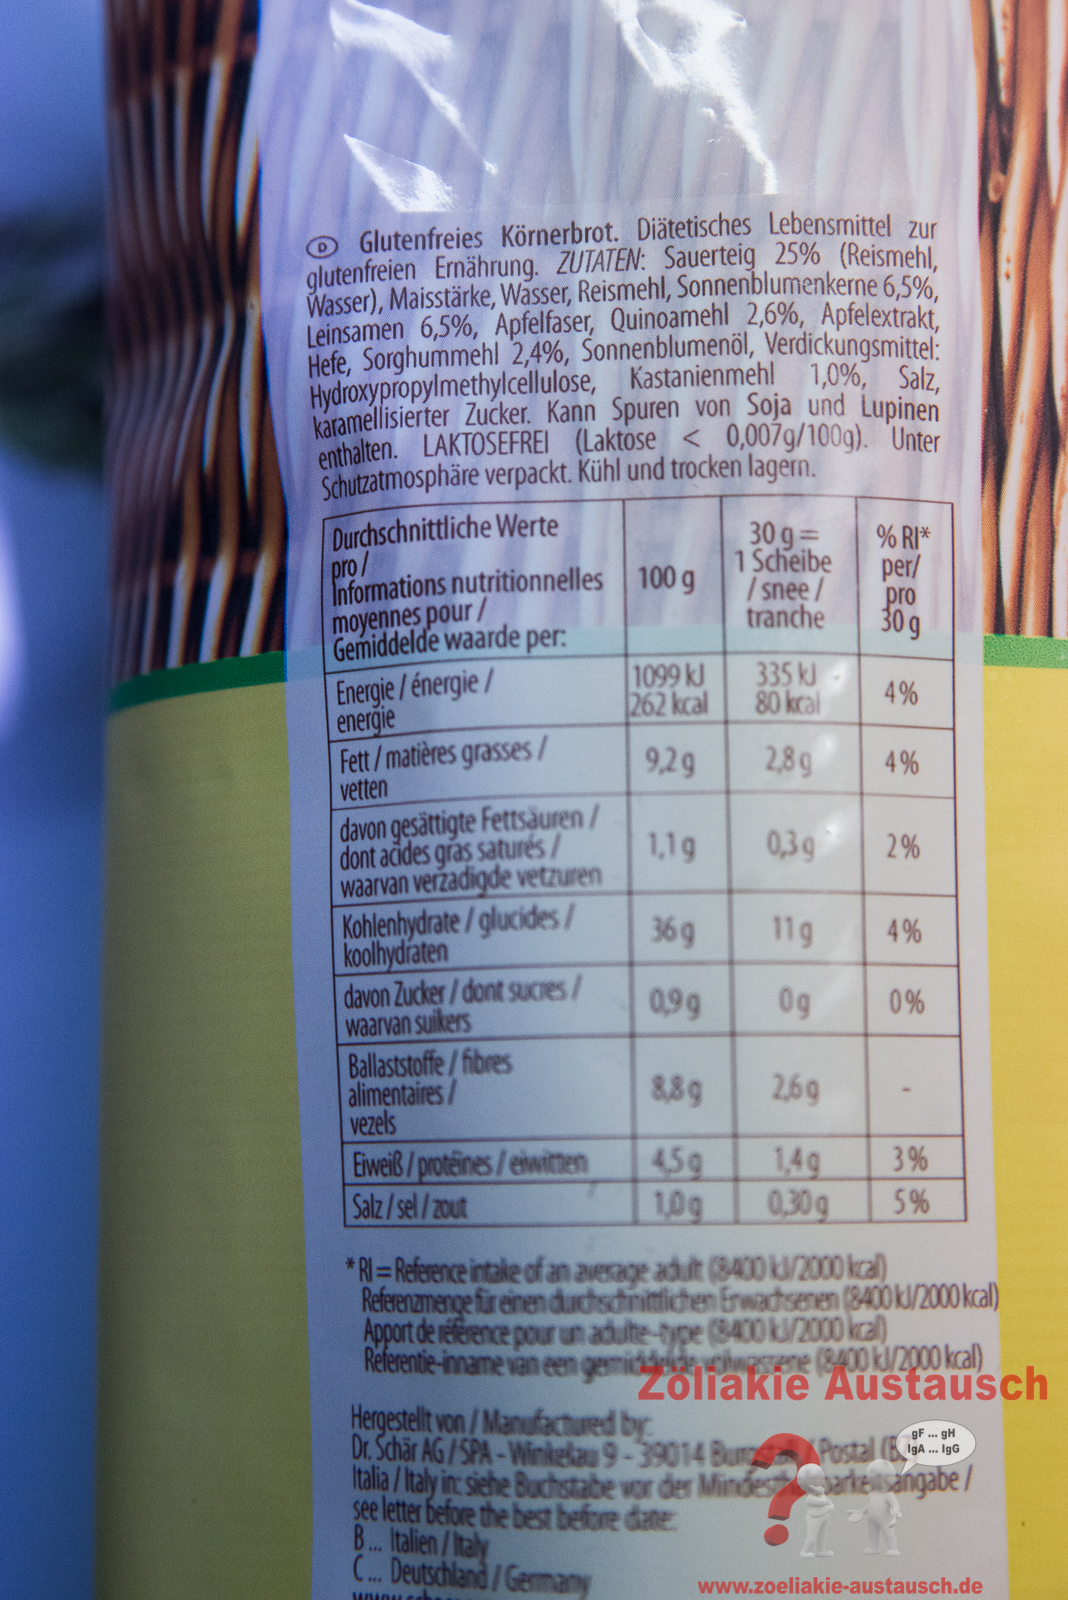 D Glutenfreies Körnerbrot. Diätetisches Lebensmittel zur
glutenfreien Ernährung. ZUTATEN: Sauerteig 25% (Reismehl,
Wasser), Maisstärke, Wasser, Reismehl, Sonnenblumenkerne 6,5%,
Leinsamen 6,5%, Apfelfaser, Quinoamehl 2,6%, Apfelextrakt,
Hefe, Sorghummehl 2,4%, Sonnenblumenöl, Verdickungsmittel:
Hydroxypropylmethylcellulose, Kastanienmehl 1,0%, Salz,
karamellisierter Zucker. Kann Spuren von Soja und Lupinen
enthalten. LAKTOSEFREI (Laktose < 0,007g/100g). Unter
Schutzatmosphäre verpackt. Kühl und trocken lagern.
Durchschnittliche Werte
pro /
Informations nutritionnelles
moyennes pour /
Gemiddelde waarde per:
100 g
30 g =
1 Scheibe
/ snee /
tranche
% RI*
per/
pro
30 g
Energie / énergie /
energie
1099 kJ
262 kcal
335 kJ
80 kcal
4%
Fett / matières grasses /
vetten
9,2 g
2,8 g
4%
davon gesättigte Fettsäuren /
dont acides gras saturés /
waarvan verzadigde vetzuren
1,1 g
0,3 g
2%
Kohlenhydrate / glucides /
koolhydraten
36 g
11 g
4%
davon Zucker / dont sucres /
waarvan suikers
0,9 g
0 g
0%
Ballaststoffe / fibres
alimentaires /
vezels
8,8 g
2,6 g
-
Eiweiß / protéines / eiwitten
4,5 g
1,4 g
3%
Salz / sel / zout
1,0 g
0,30 g
5%
* RI = Reference intake of an average adult (8400 kJ/2000 kcal)
Referenzmenge für einen durchschnittlichen Erwachsenen (8400 kJ/2000 kcal)
Apport de référence pour un adulte-type (8400 kJ/2000 kcal)
Referentie-inname van een gemiddelde volwassene (8400 kJ/2000 kcal)
Zöliakie Austausch
Hergestellt von / Manufactured by:
Dr. Schär AG / SPA - Winkelau 9 - 39014 Postal
Italia / Italy in: siehe Buchstabe vor der
see letter before the best before date:
B ... Italien / Italy
C ... Deutschland / Germany
gF ... gH
IgA ... IgG
?
www.zoeliakie-austausch.de